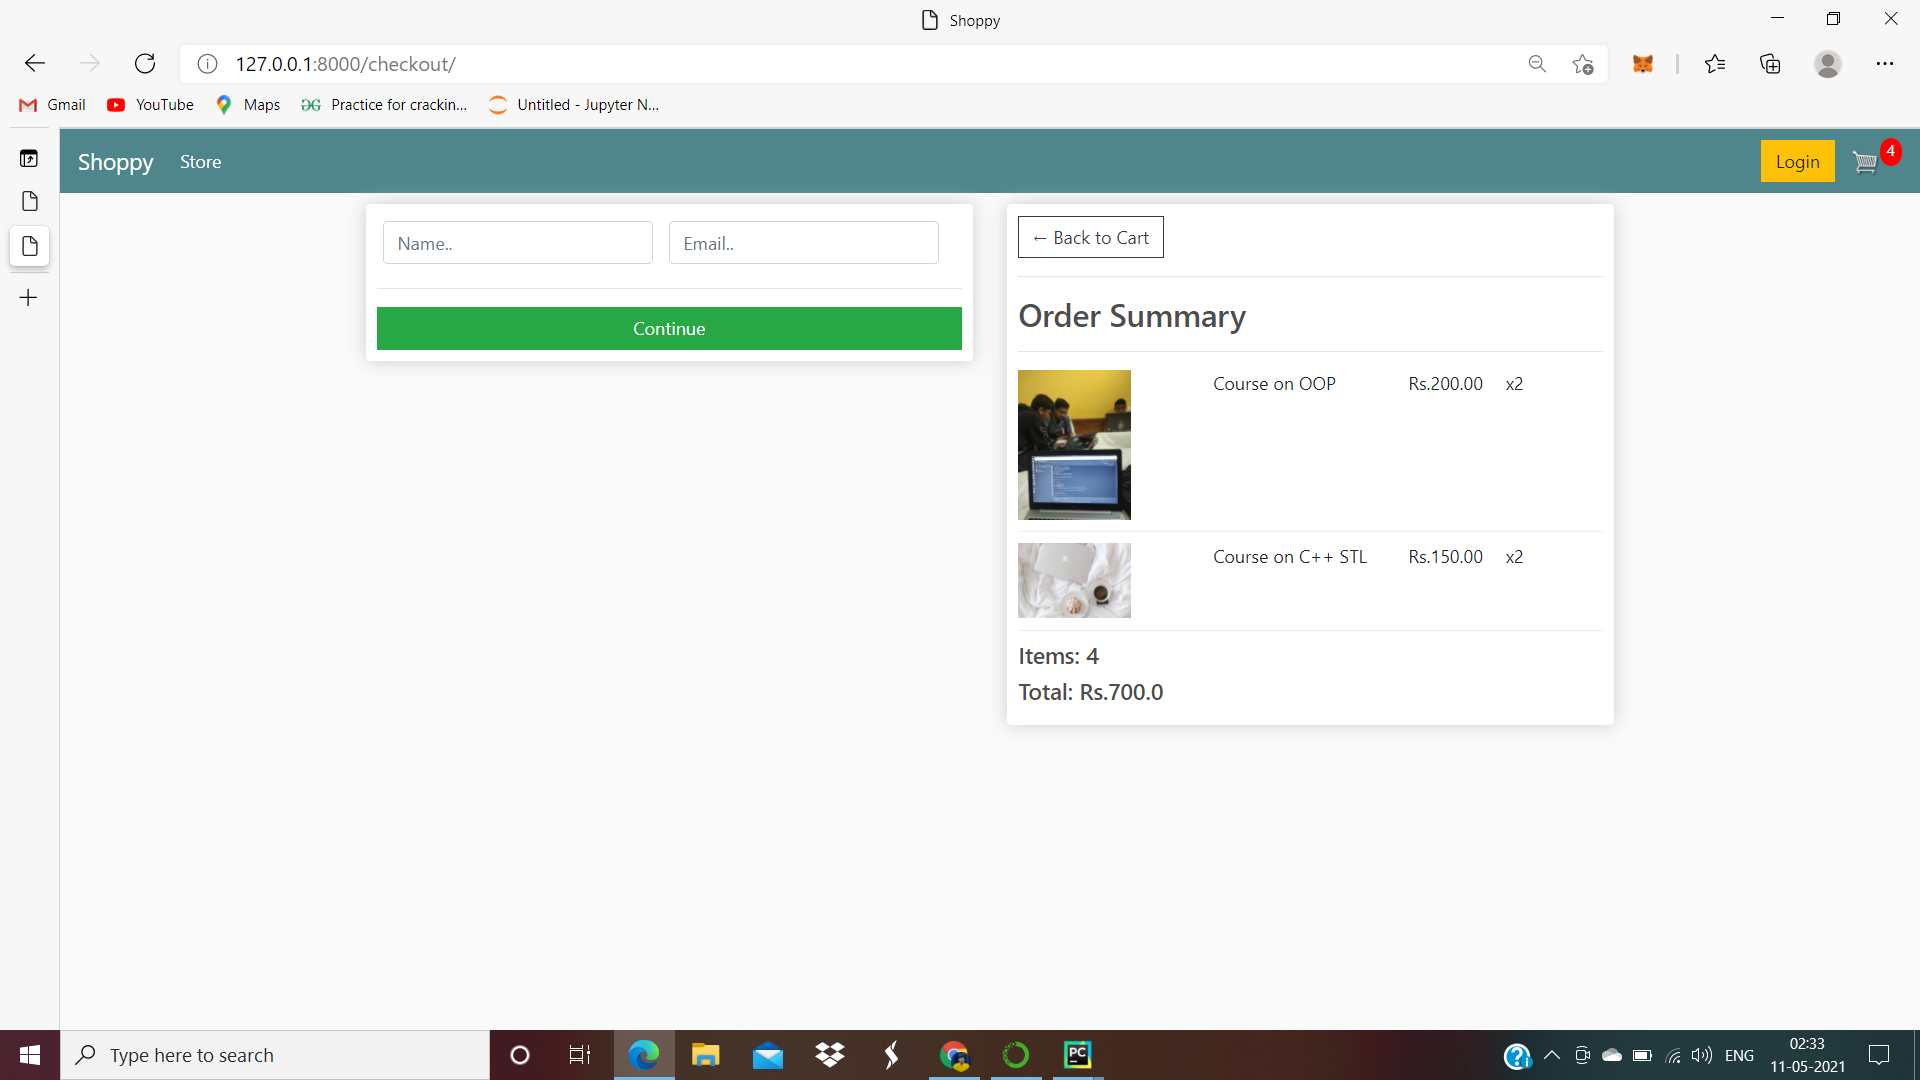 Shoppy
127.0.0.1:8000/checkout/
Gmail YouTube Maps Practice for crackin... Untitled - Jupyter N...
Shoppy Store Login 4
Name.. Email..
Continue
← Back to Cart
Order Summary
Course on OOP Rs.200.00 x2
Course on C++ STL Rs.150.00 x2
Items: 4
Total: Rs.700.0
Type here to search
PC
ENG
02:33
11-05-2021